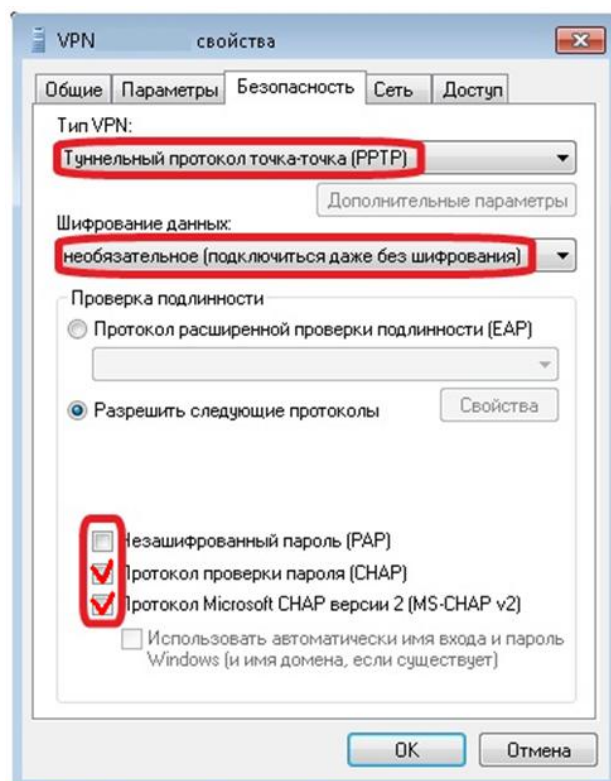 VPN свойства
Общие Параметры Безопасность Сеть Доступ
Тип VPN:
Туннельный протокол точка-точка (PPTP)
Дополнительные параметры
Шифрование данных:
необязательное (подключиться даже без шифрования)
Проверка подлинности
Протокол расширенной проверки подлинности (EAP)
Разрешить следующие протоколы
Свойства
Незашифрованный пароль (PAP)
Протокол проверки пароля (CHAP)
Протокол Microsoft CHAP версии 2 (MS-CHAP v2)
Использовать автоматически имя входа и пароль
Windows (и имя домена, если существует)
OK Отмена